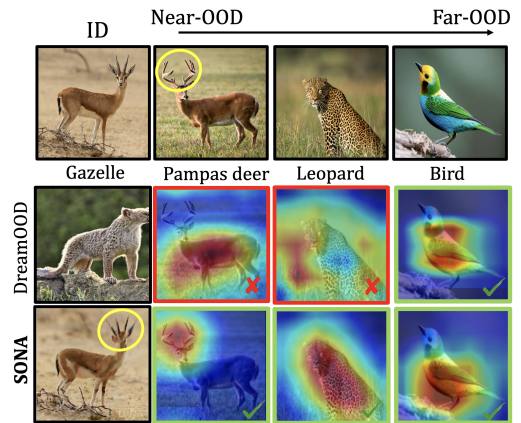 ID
Near-OOD
Far-OOD
Gazelle
Pampas deer
Leopard
Bird
DreamOOD
SONA